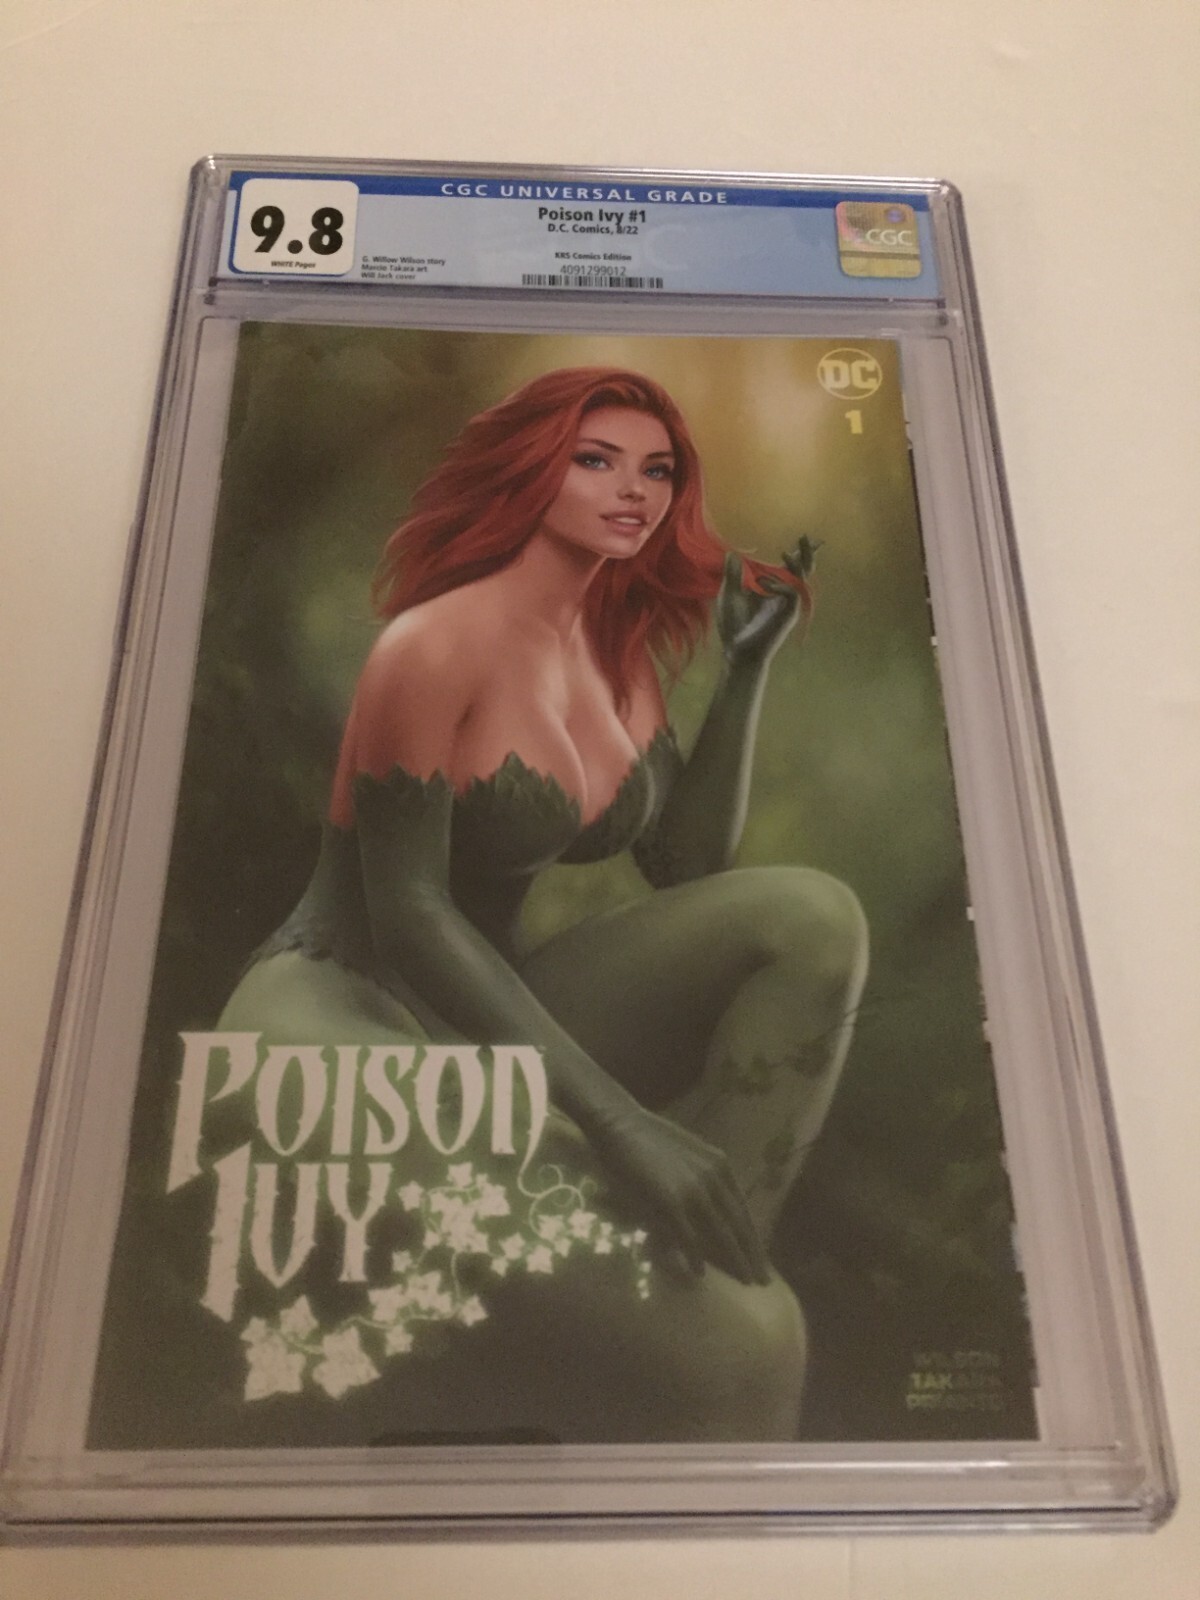 CGC UNIVERSAL GRADE
9.8
WHITE Pages
Poison Ivy #1
D.C. Comics, 8/22
G. Willow Wilson story
Marcio Takara art
Will Jack cover
KRS Comics Edition
4091299012
CGC
DC
1
POISON
IVY
WILSON
TAKARA
PRIANTO